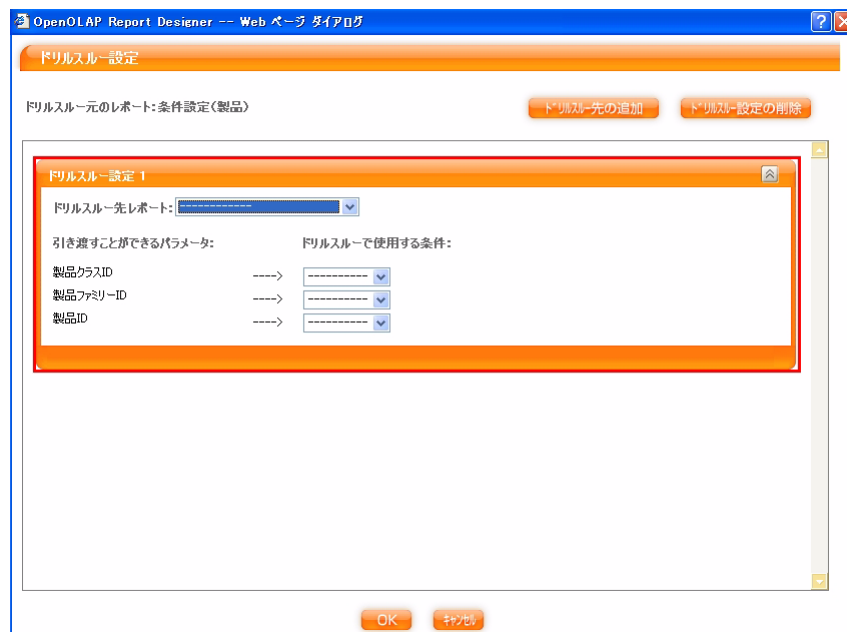 OpenOLAP Report Designer -- Web ページ ダイアログ
ドリルスルー設定
ドリルスルー元のレポート:条件設定(製品)
ドリルスルー先の追加 ドリルスルー設定の削除
ドリルスルー設定 1
ドリルスルー先レポート: ------------
引き渡すことができるパラメータ: ドリルスルーで使用する条件:
製品クラスID ----> ----------
製品ファミリーID ----> ----------
製品ID ----> ----------
OK キャンセル